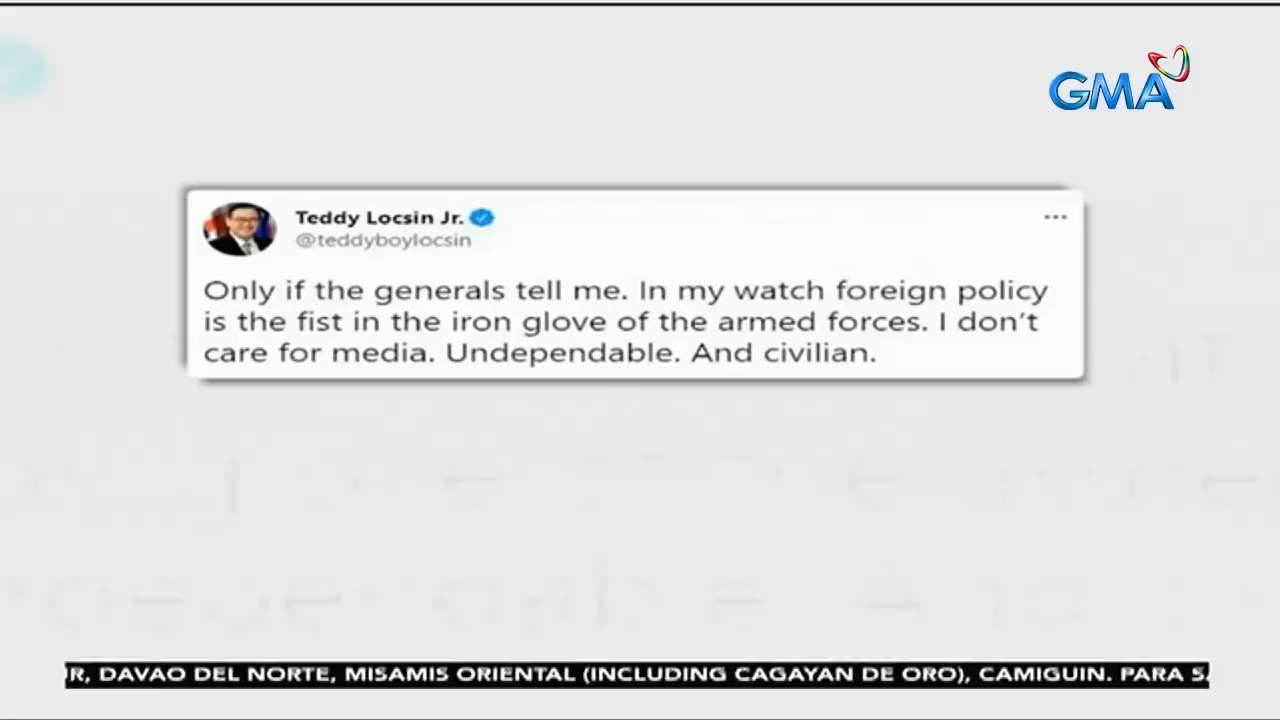 GMA
Teddy Locsin Jr.
@teddyboylocsin
Only if the generals tell me. In my watch foreign policy
is the fist in the iron glove of the armed forces. I don't
care for media. Undependable. And civilian.
DAVAO DEL NORTE, MISAMIS ORIENTAL (INCLUDING CAGAYAN DE ORO), CAMIGUIN. PARA